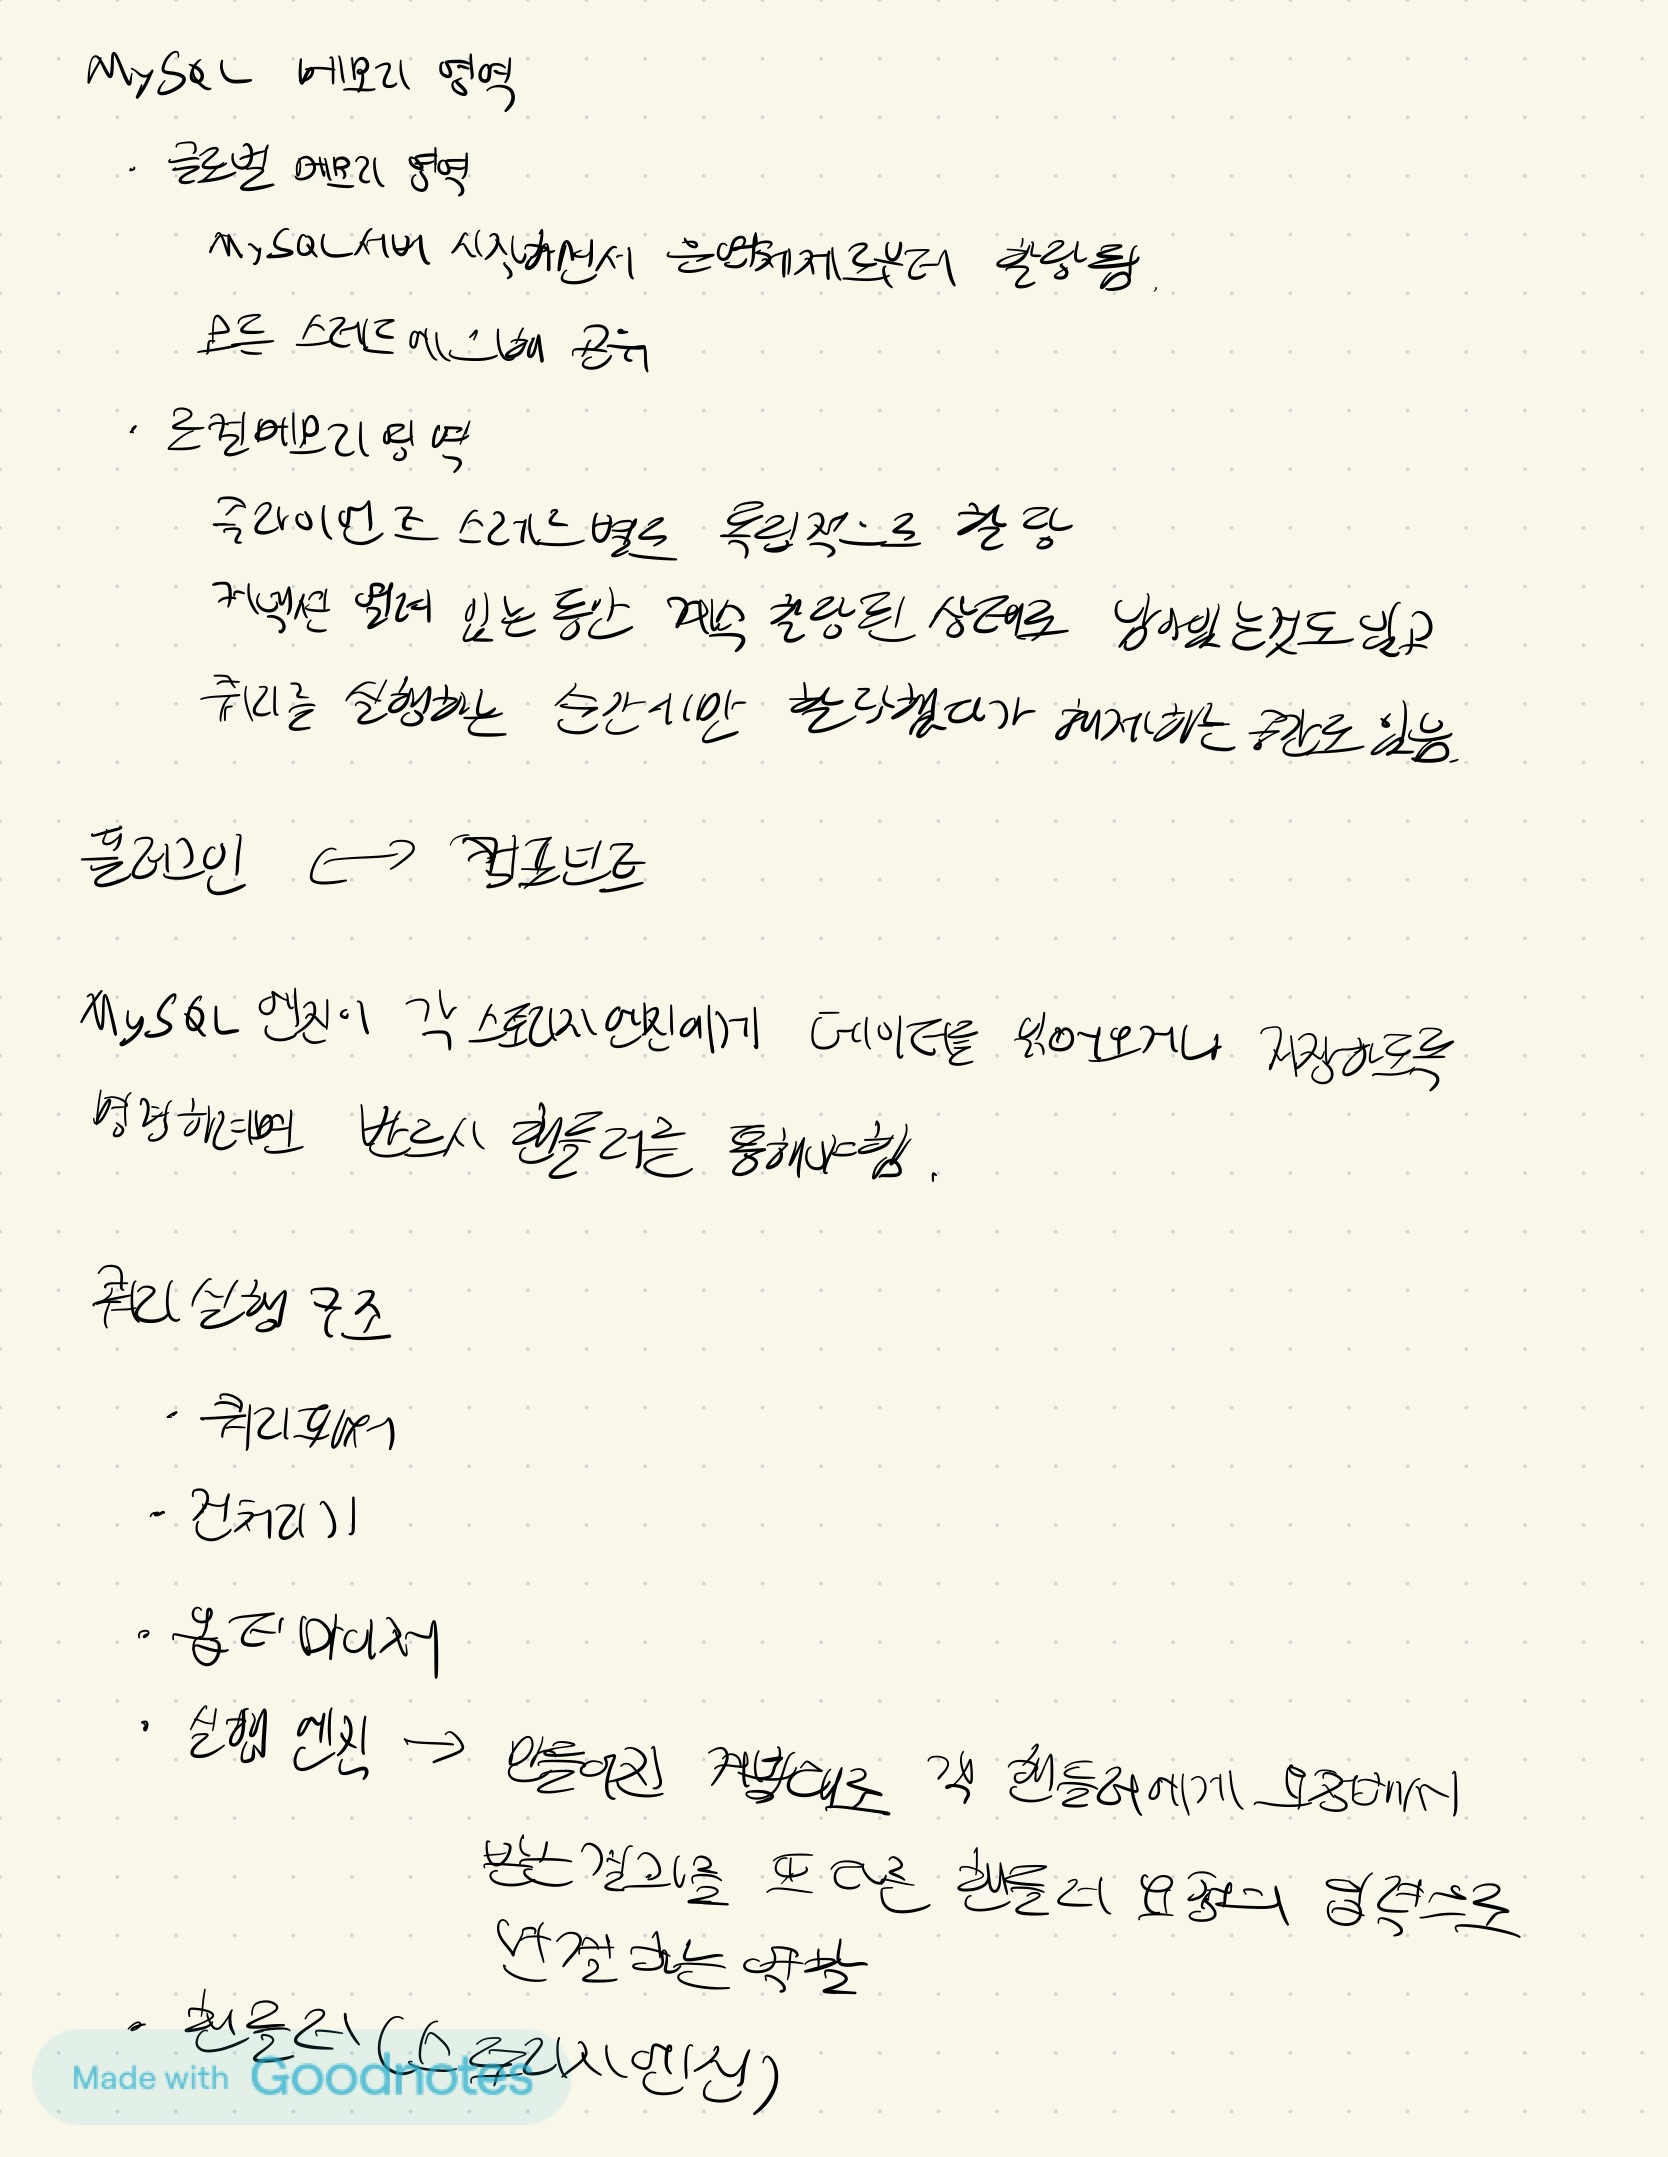 MySQL 메모리 영역
· 글로벌 메모리 영역
MySQL서버 시작하면서 운영체제로부터 할당됨.
모든 스레드에 의해 공유
· 로컬메모리 영역
클라이언트 스레드별로 독립적으로 할당
커넥션 열려 있는 동안 계속 할당된 상태로 남아있는것도 있고
쿼리를 실행하는 순간에만 할당했다가 해제하는 공간도 있음.
플러그인 ↔ 컴포넌트
MySQL 엔진이 각 스토리지엔진에게 데이터를 읽어오거나 저장하도록
명령하려면 반드시 핸들러를 통해야함.
쿼리 실행 구조
· 쿼리파서
- 전처리기
· 옵티마이저
· 실행 엔진 → 만들어진 계획대로 각 핸들러에게 요청해서
받는결과를 또 다른 핸들러 요청의 입력으로
연결하는 역할
· 핸들러 (스토리지엔진)
Made with Goodnotes